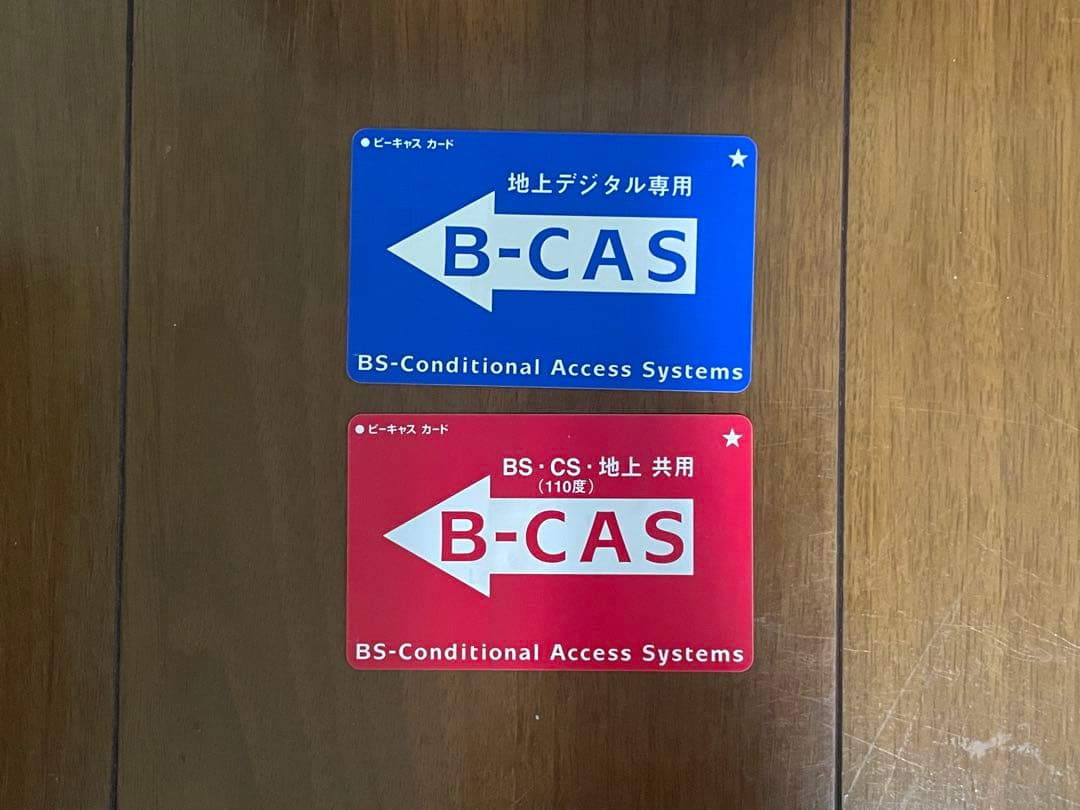 ●ビーキャス カード
★
地上デジタル専用
B-CAS
BS-Conditional Access Systems
●ビーキャス カード
★
BS・CS・地上 共用
(110度)
B-CAS
BS-Conditional Access Systems